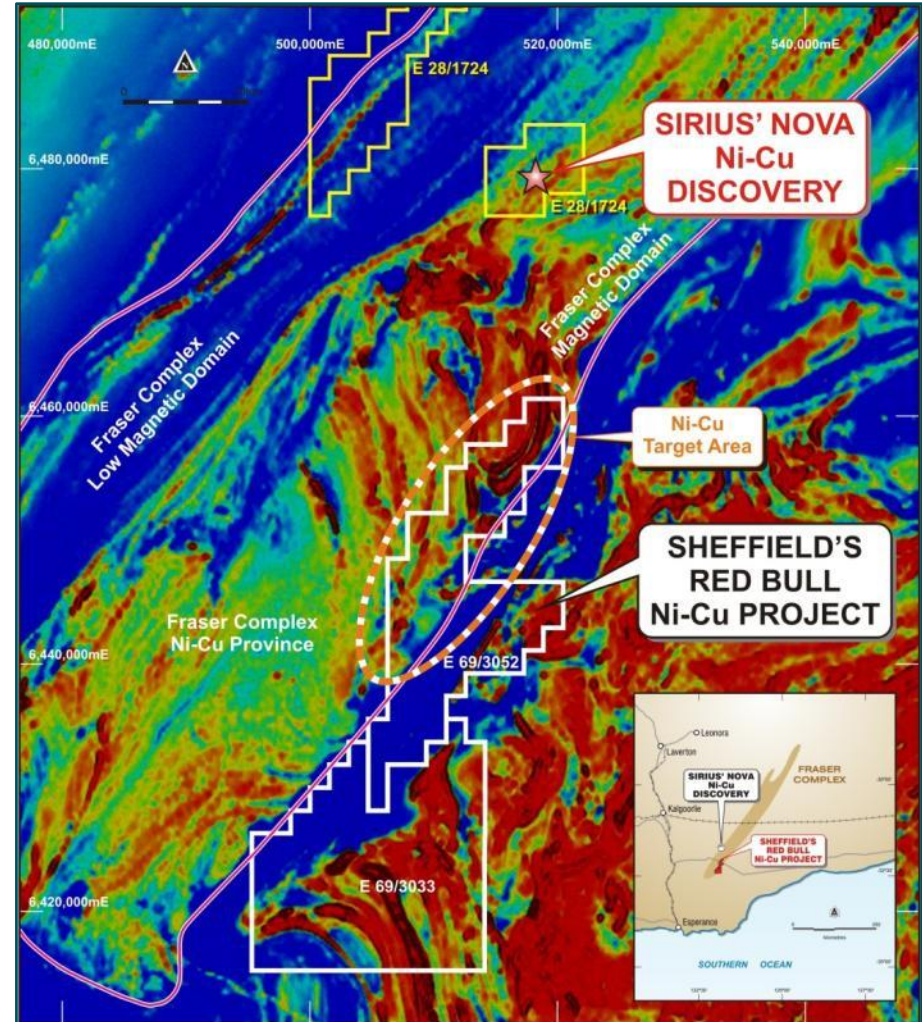 480,000mE
500,000mE
520,000mE
540,000mE
N
0
E 28/1724
SIRIUS' NOVA
Ni-Cu
DISCOVERY
6,480,000mE
E 28/1724
Fraser Complex
Magnetic Domain
Fraser Complex
Low Magnetic Domain
6,460,000mE
Ni-Cu
Target Area
SHEFFIELD'S
RED BULL
Ni-Cu PROJECT
Fraser Complex
Ni-Cu Province
6,440,000mE
E 69/3052
E 69/3033
6,420,000mE
Leonora
Laverton
FRASER
COMPLEX
SIRIUS' NOVA
Ni-Cu
DISCOVERY
Kalgoorlie
SHEFFIELD'S
RED BULL
Ni-Cu PROJECT
Esperance
0
Kilometres
SOUTHERN OCEAN